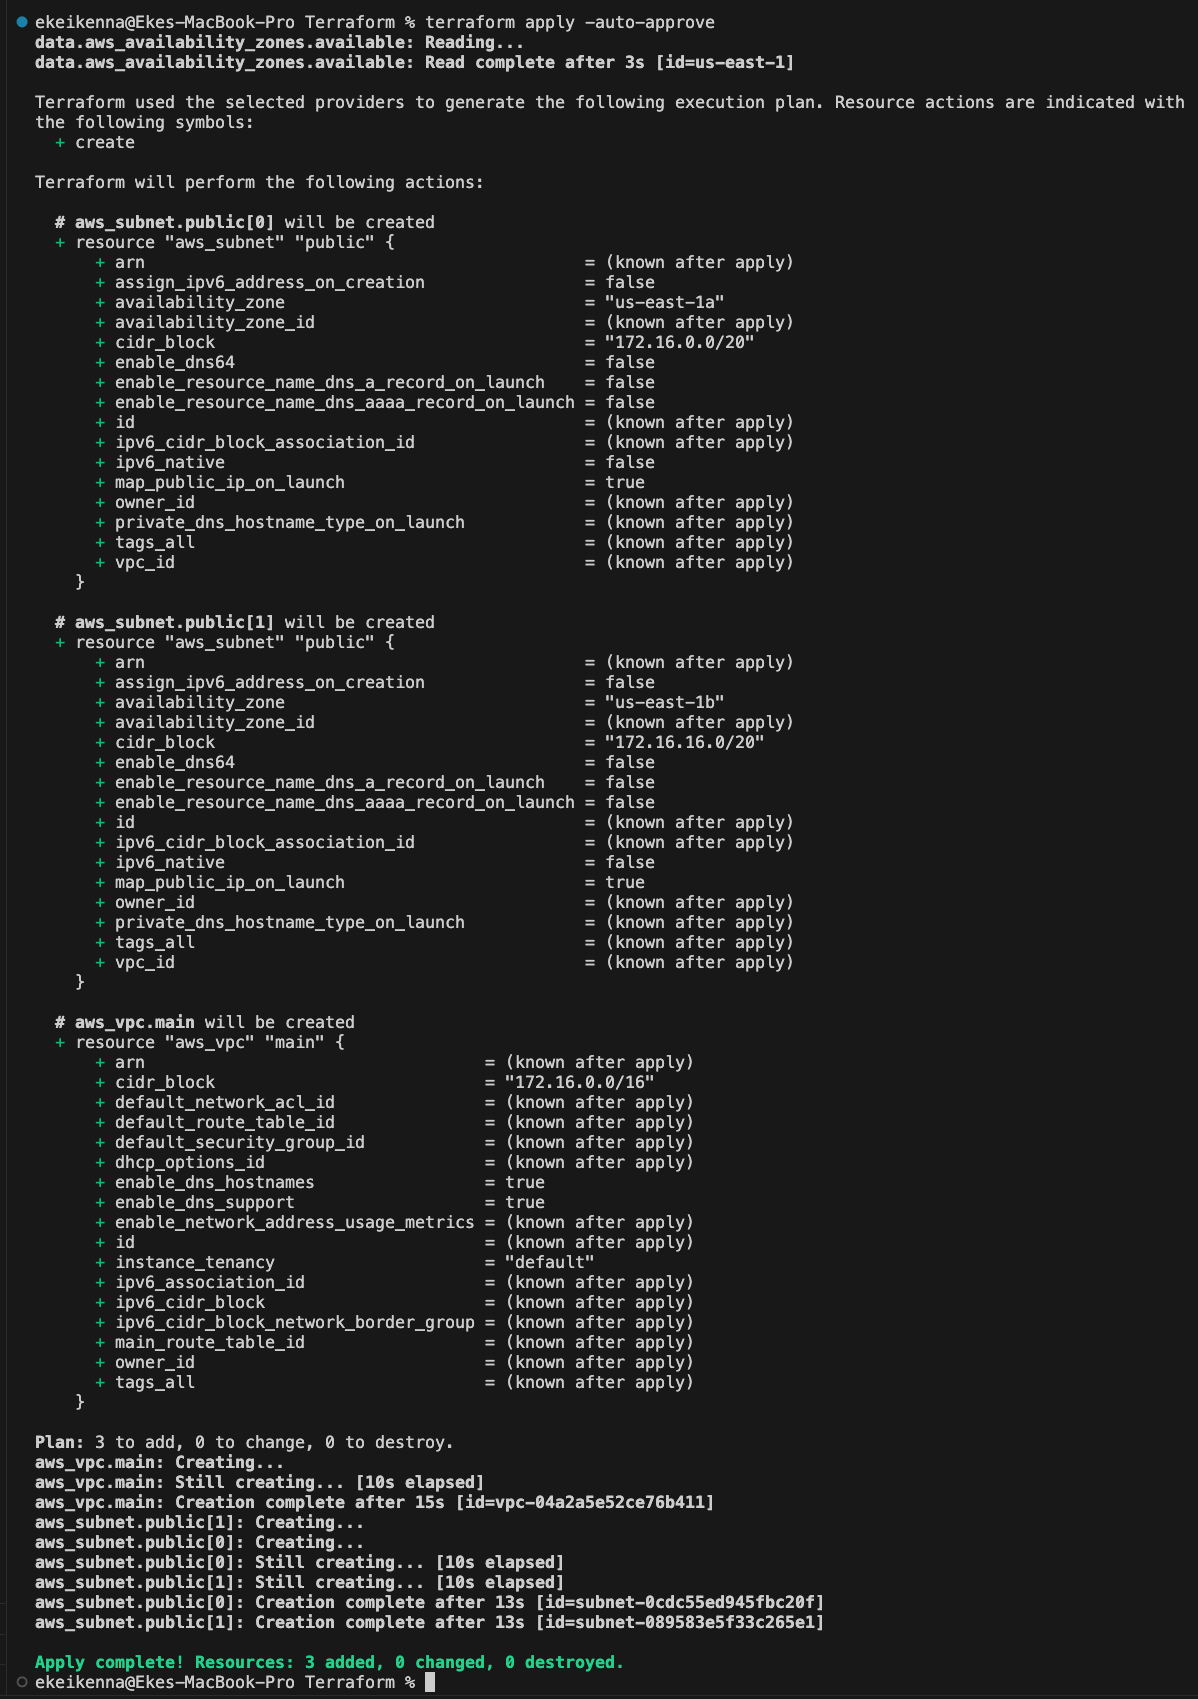 ekeikenna@Ekes-MacBook-Pro Terraform % terraform apply -auto-approve
data.aws_availability_zones.available: Reading...
data.aws_availability_zones.available: Read complete after 3s [id=us-east-1]
Terraform used the selected providers to generate the following execution plan. Resource actions are indicated with
the following symbols:
+ create
Terraform will perform the following actions:
# aws_subnet.public[0] will be created
+ resource "aws_subnet" "public" {
+ arn = (known after apply)
+ assign_ipv6_address_on_creation = false
+ availability_zone = "us-east-1a"
+ availability_zone_id = (known after apply)
+ cidr_block = "172.16.0.0/20"
+ enable_dns64 = false
+ enable_resource_name_dns_a_record_on_launch = false
+ enable_resource_name_dns_aaaa_record_on_launch = false
+ id = (known after apply)
+ ipv6_cidr_block_association_id = (known after apply)
+ ipv6_native = false
+ map_public_ip_on_launch = true
+ owner_id = (known after apply)
+ private_dns_hostname_type_on_launch = (known after apply)
+ tags_all = (known after apply)
+ vpc_id = (known after apply)
}
# aws_subnet.public[1] will be created
+ resource "aws_subnet" "public" {
+ arn = (known after apply)
+ assign_ipv6_address_on_creation = false
+ availability_zone = "us-east-1b"
+ availability_zone_id = (known after apply)
+ cidr_block = "172.16.16.0/20"
+ enable_dns64 = false
+ enable_resource_name_dns_a_record_on_launch = false
+ enable_resource_name_dns_aaaa_record_on_launch = false
+ id = (known after apply)
+ ipv6_cidr_block_association_id = (known after apply)
+ ipv6_native = false
+ map_public_ip_on_launch = true
+ owner_id = (known after apply)
+ private_dns_hostname_type_on_launch = (known after apply)
+ tags_all = (known after apply)
+ vpc_id = (known after apply)
}
# aws_vpc.main will be created
+ resource "aws_vpc" "main" {
+ arn = (known after apply)
+ cidr_block = "172.16.0.0/16"
+ default_network_acl_id = (known after apply)
+ default_route_table_id = (known after apply)
+ default_security_group_id = (known after apply)
+ dhcp_options_id = (known after apply)
+ enable_dns_hostnames = true
+ enable_dns_support = true
+ enable_network_address_usage_metrics = (known after apply)
+ id = (known after apply)
+ instance_tenancy = "default"
+ ipv6_association_id = (known after apply)
+ ipv6_cidr_block = (known after apply)
+ ipv6_cidr_block_network_border_group = (known after apply)
+ main_route_table_id = (known after apply)
+ owner_id = (known after apply)
+ tags_all = (known after apply)
}
Plan: 3 to add, 0 to change, 0 to destroy.
aws_vpc.main: Creating...
aws_vpc.main: Still creating... [10s elapsed]
aws_vpc.main: Creation complete after 15s [id=vpc-04a2a5e52ce76b411]
aws_subnet.public[1]: Creating...
aws_subnet.public[0]: Creating...
aws_subnet.public[0]: Still creating... [10s elapsed]
aws_subnet.public[1]: Still creating... [10s elapsed]
aws_subnet.public[0]: Creation complete after 13s [id=subnet-0cdc55ed945fbc20f]
aws_subnet.public[1]: Creation complete after 13s [id=subnet-089583e5f33c265e1]
Apply complete! Resources: 3 added, 0 changed, 0 destroyed.
ekeikenna@Ekes-MacBook-Pro Terraform %